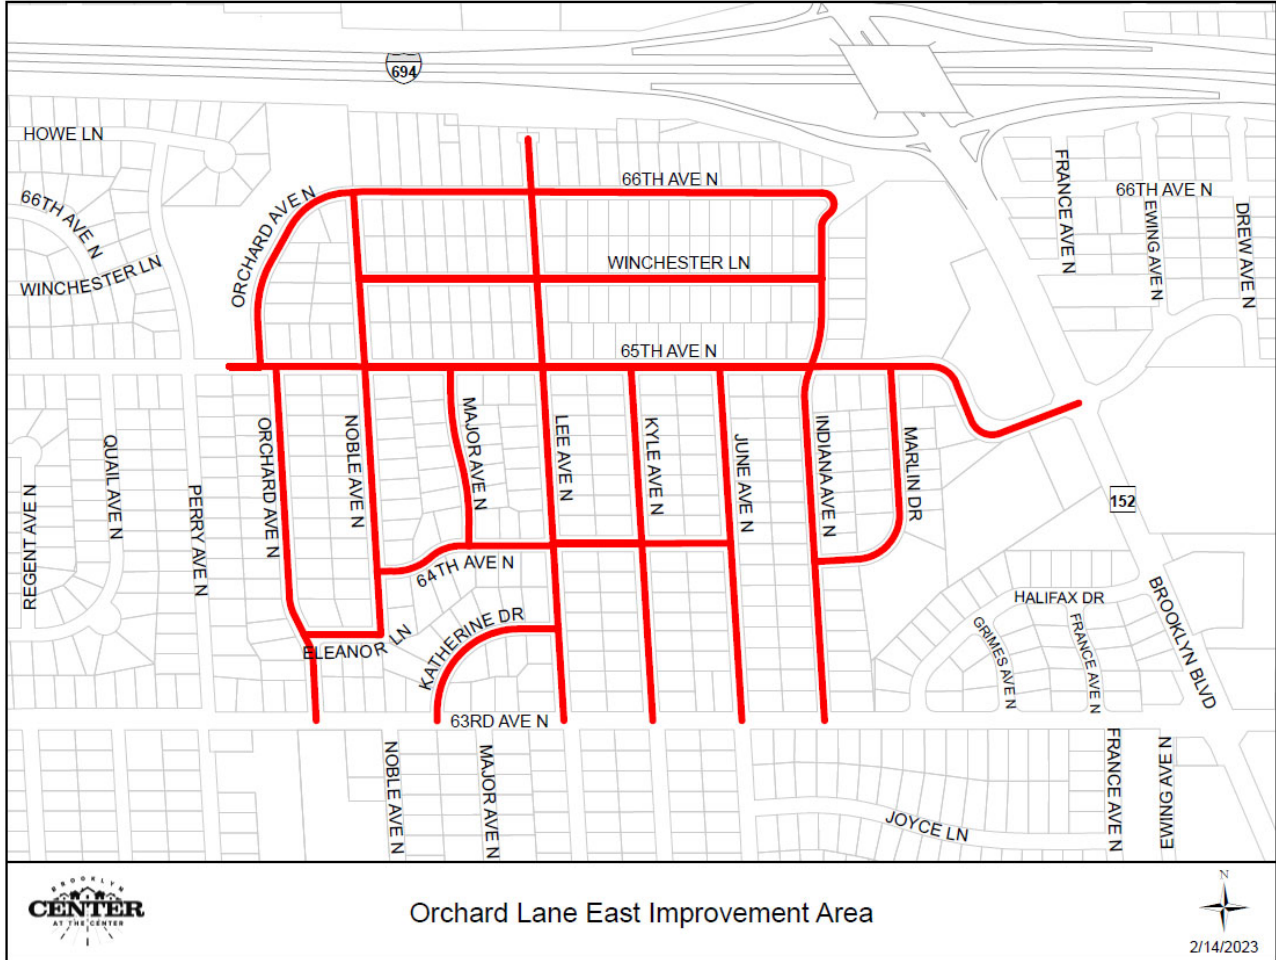 694
HOWE LN
66TH AVE N
WINCHESTER LN
ORCHARD AVE N
66TH AVE N
WINCHESTER LN
65TH AVE N
FRANCE AVE N
66TH AVE N
EWING AVE N
DREW AVE N
REGENT AVE N
QUAIL AVE N
PERRY AVE N
ORCHARD AVE N
NOBLE AVE N
MAJOR AVE N
LEE AVE N
KYLE AVE N
JUNE AVE N
INDIANA AVE N
MARLIN DR
152
64TH AVE N
ELEANOR LN
KATHERINE DR
63RD AVE N
HALIFAX DR
GRIMES AVE N
FRANCE AVE N
BROOKLYN BLVD
NOBLE AVE N
MAJOR AVE N
JOYCE LN
FRANCE AVE N
EWING AVE N
BROOKLYN
CENTER
AT THE CENTER
Orchard Lane East Improvement Area
N
2/14/2023